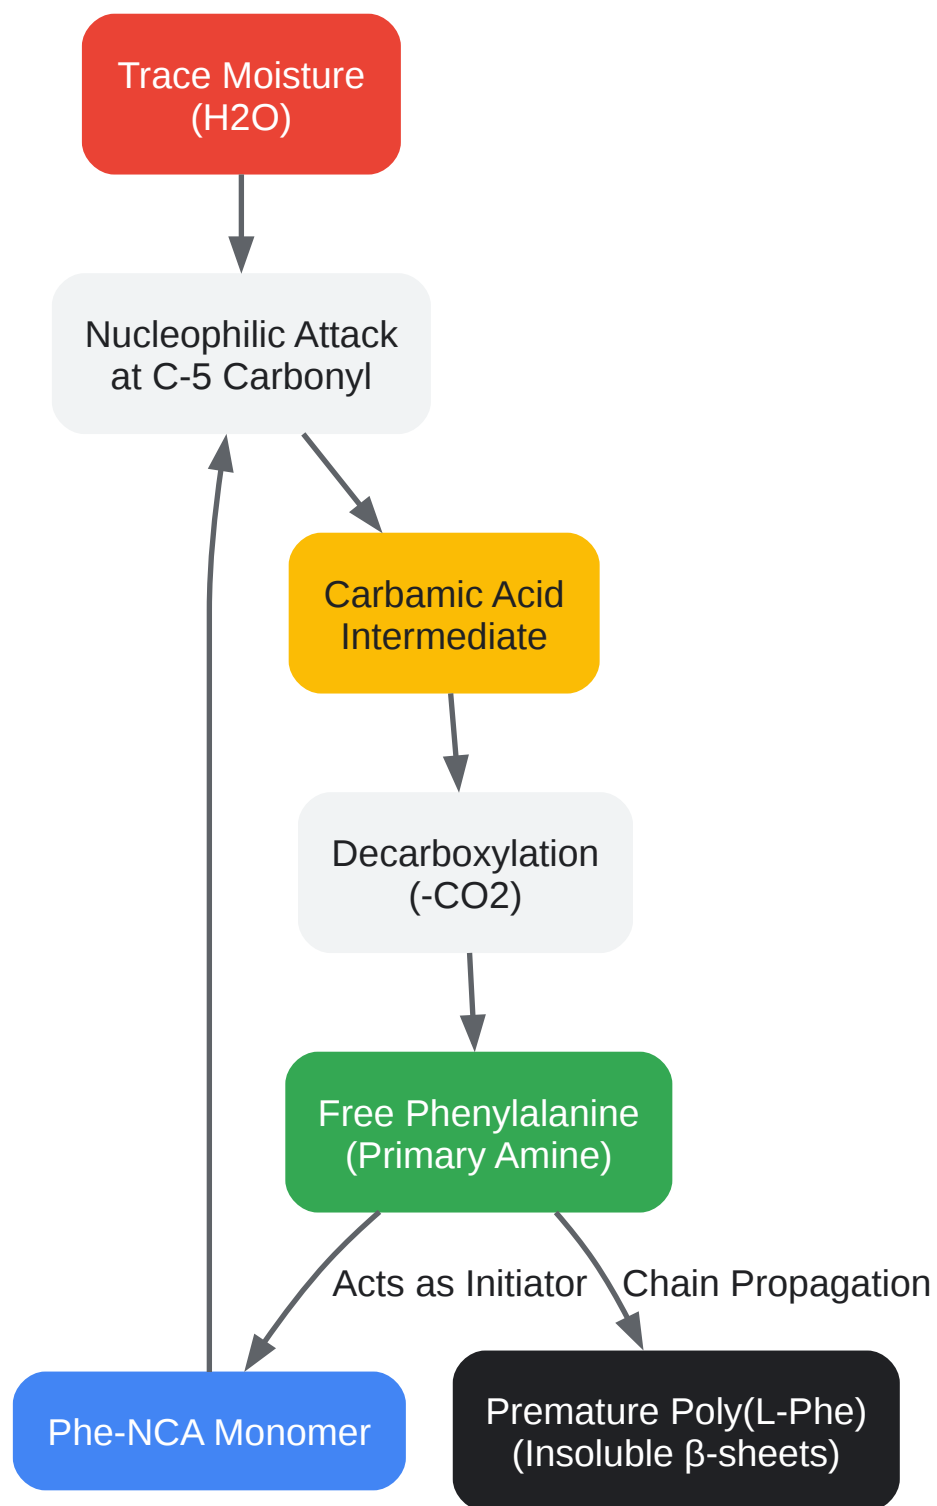 Trace Moisture
(H2O)
Nucleophilic Attack
at C-5 Carbonyl
Carbamic Acid
Intermediate
Decarboxylation
(-CO2)
Free Phenylalanine
(Primary Amine)
Acts as Initiator
Chain Propagation
Phe-NCA Monomer
Premature Poly(L-Phe)
(Insoluble β-sheets)